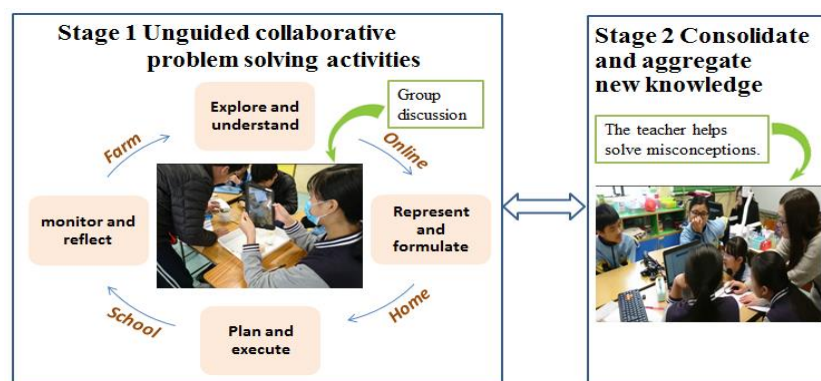 Stage 1 Unguided collaborative
problem solving activities
Group
discussion
Explore and
understand
Farm
Online
monitor and
reflect
Represent
and
formulate
School
Home
Plan and
execute
Stage 2 Consolidate
and aggregate
new knowledge
The teacher helps
solve misconceptions.